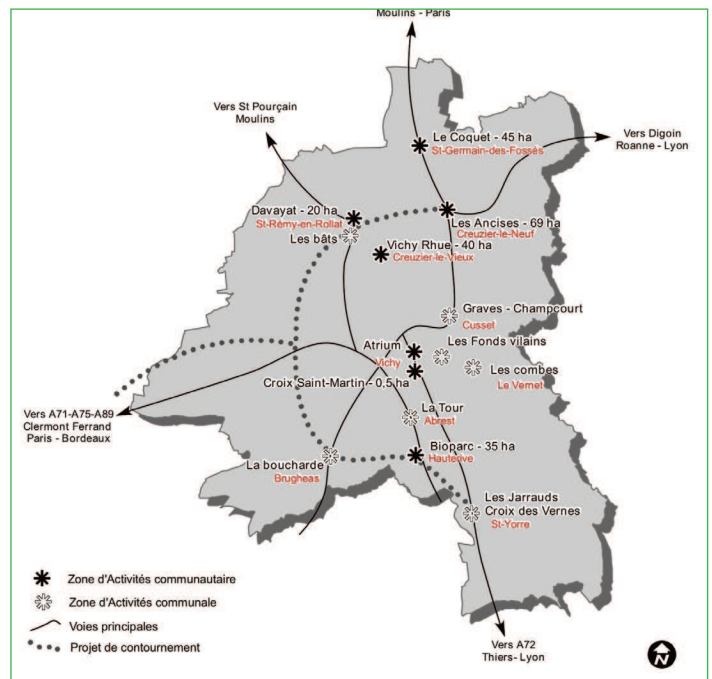 Moulins - Paris
Vers St Pourçain
Moulins
Le Coquet - 45 ha
St-Germain-des-Fossés
Vers Digoin
Roanne - Lyon
Davayat - 20 ha
St-Rémy-en-Rollat
Les bâts
Les Ancises - 69 ha
Creuzier-le-Neuf
Vichy Rhue - 40 ha
Creuzier-le-Vieux
Graves - Champcourt
Cusset
Atrium
Vichy
Les Fonds vilains
Les combes
Le Vernet
Croix Saint-Martin - 0,5 ha
La Tour
Abrest
Vers A71-A75-A89
Clermont Ferrand
Paris - Bordeaux
Bioparc - 35 ha
Hauterive
La boucharde
Brugheas
Les Jarrauds
Croix des Vernes
St-Yorre
Zone d'Activités communautaire
Zone d'Activités communale
Voies principales
Projet de contournement
Vers A72
Thiers- Lyon
N